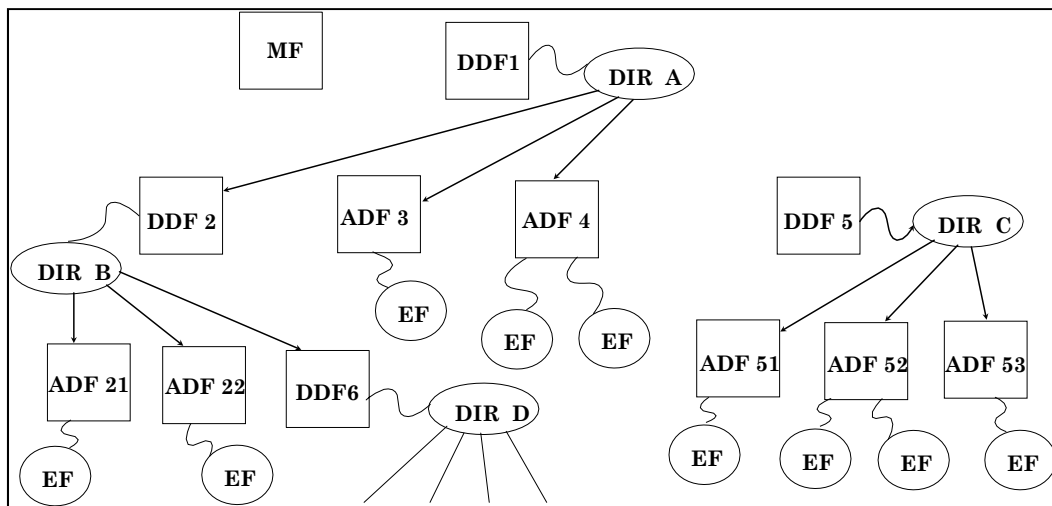 MF
DDF1
DIR A
DDF 2
ADF 3
ADF 4
DDF 5
DIR C
DIR B
EF
EF
EF
ADF 21
ADF 22
DDF6
DIR D
ADF 51
ADF 52
ADF 53
EF
EF
EF
EF
EF
EF